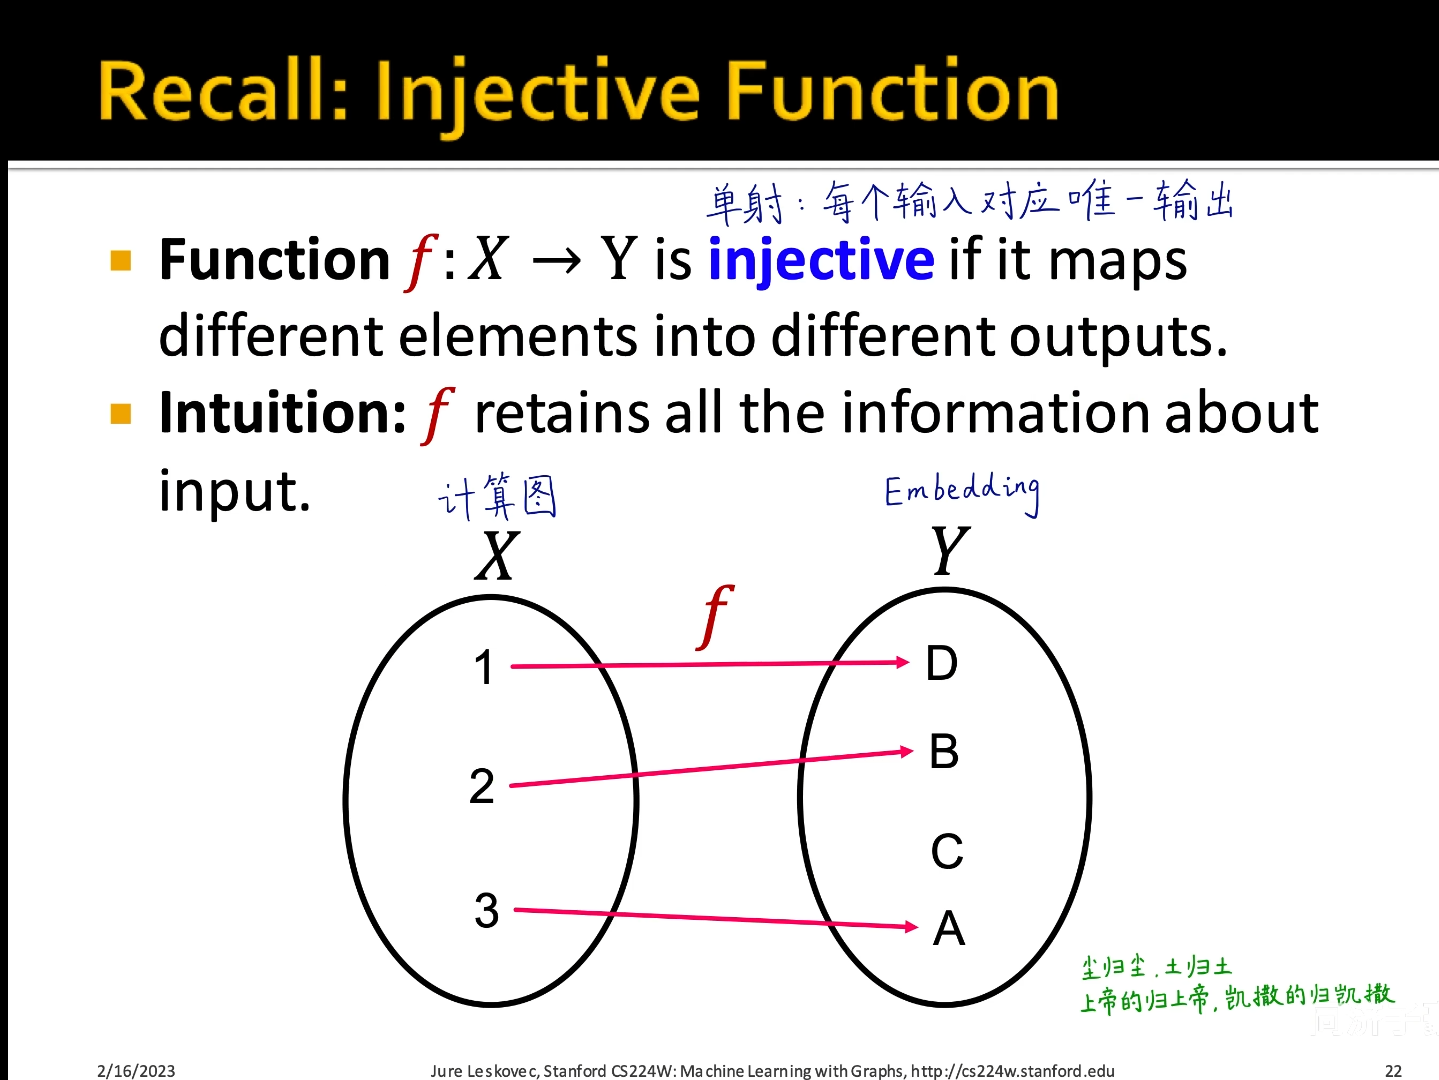 Recall: Injective Function
单射：每个输入对应唯一输出
Function f: X → Y is injective if it maps
different elements into different outputs.
Intuition: f retains all the information about
input.
计算图
Embedding
X
Y
f
1
D
2
B
C
3
A
尘归尘.土归土
上帝的归上帝,凯撒的归凯撒
2/16/2023
Jure Leskovec, Stanford CS224W: Machine Learning with Graphs, http://cs224w.stanford.edu
22